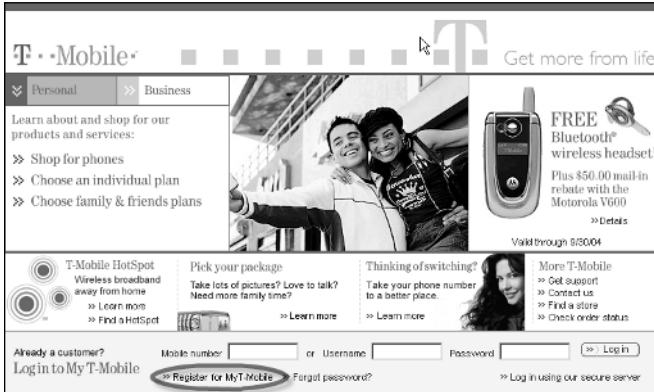 T · · Mobile ·
T
Get more from life
Personal
Business
Learn about and shop for our
products and services:
» Shop for phones
» Choose an individual plan
» Choose family & friends plans
FREE
Bluetooth®
wireless headset!
Plus $50.00 mail-in
rebate with the
Motorola V600
» Details
Valid through 9/30/04
T-Mobile HotSpot
Wireless broadband
away from home
» Learn more
» Find a HotSpot
Pick your package
Take lots of pictures? Love to talk?
Need more family time?
» Learn more
Thinking of switching?
Take your phone number
to a better place.
» Learn more
More T-Mobile
» Get support
» Contact us
» Find a store
» Check order status
Already a customer?
Log in to My T-Mobile
Mobile number
or Username
Password
» Log in
» Register for MyT-Mobile
» Forgot password?
» Log in using our secure server